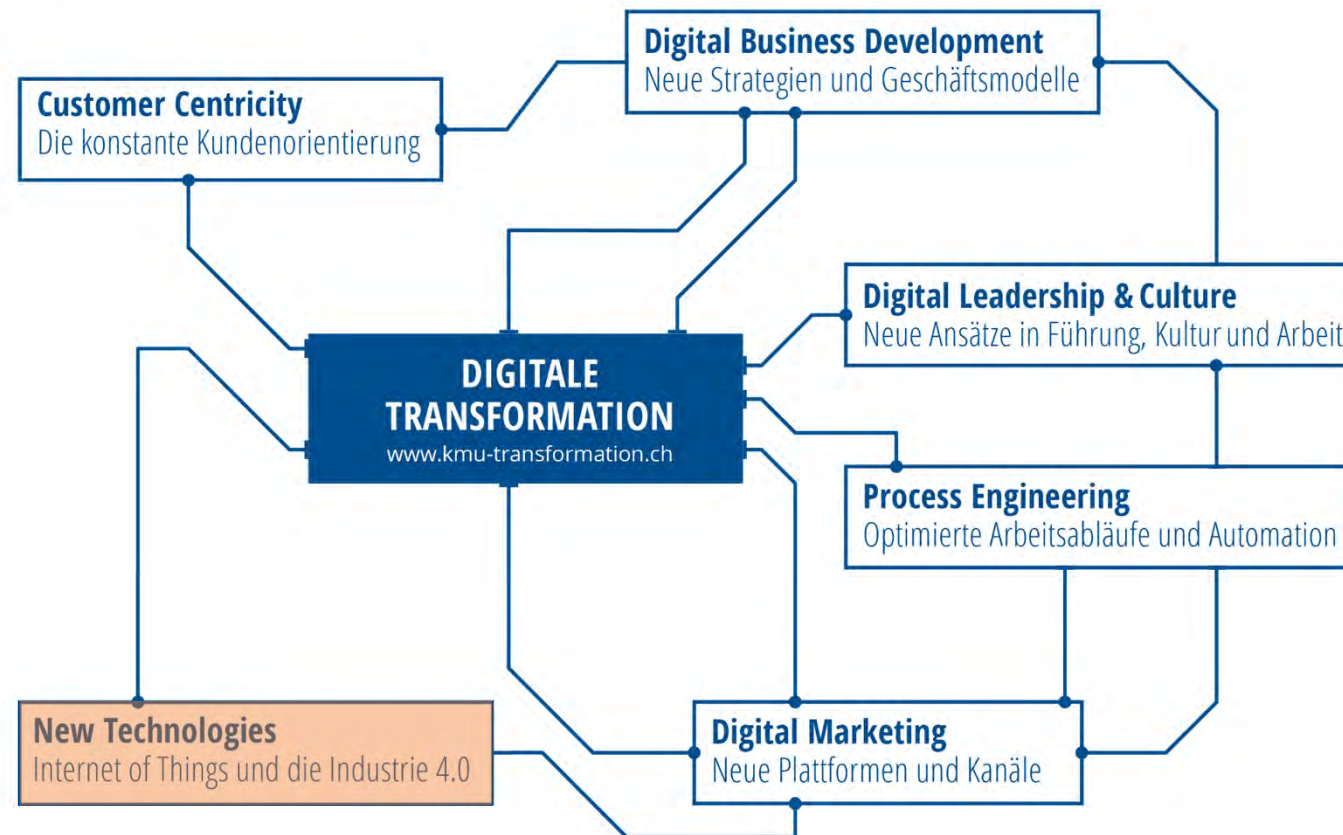 Digital Business Development
Neue Strategien und Geschäftsmodelle
Customer Centricity
Die konstante Kundenorientierung
Digital Leadership & Culture
Neue Ansätze in Führung, Kultur und Arbeit
DIGITALE
TRANSFORMATION
www.kmu-transformation.ch
Process Engineering
Optimierte Arbeitsabläufe und Automation
New Technologies
Internet of Things und die Industrie 4.0
Digital Marketing
Neue Plattformen und Kanäle